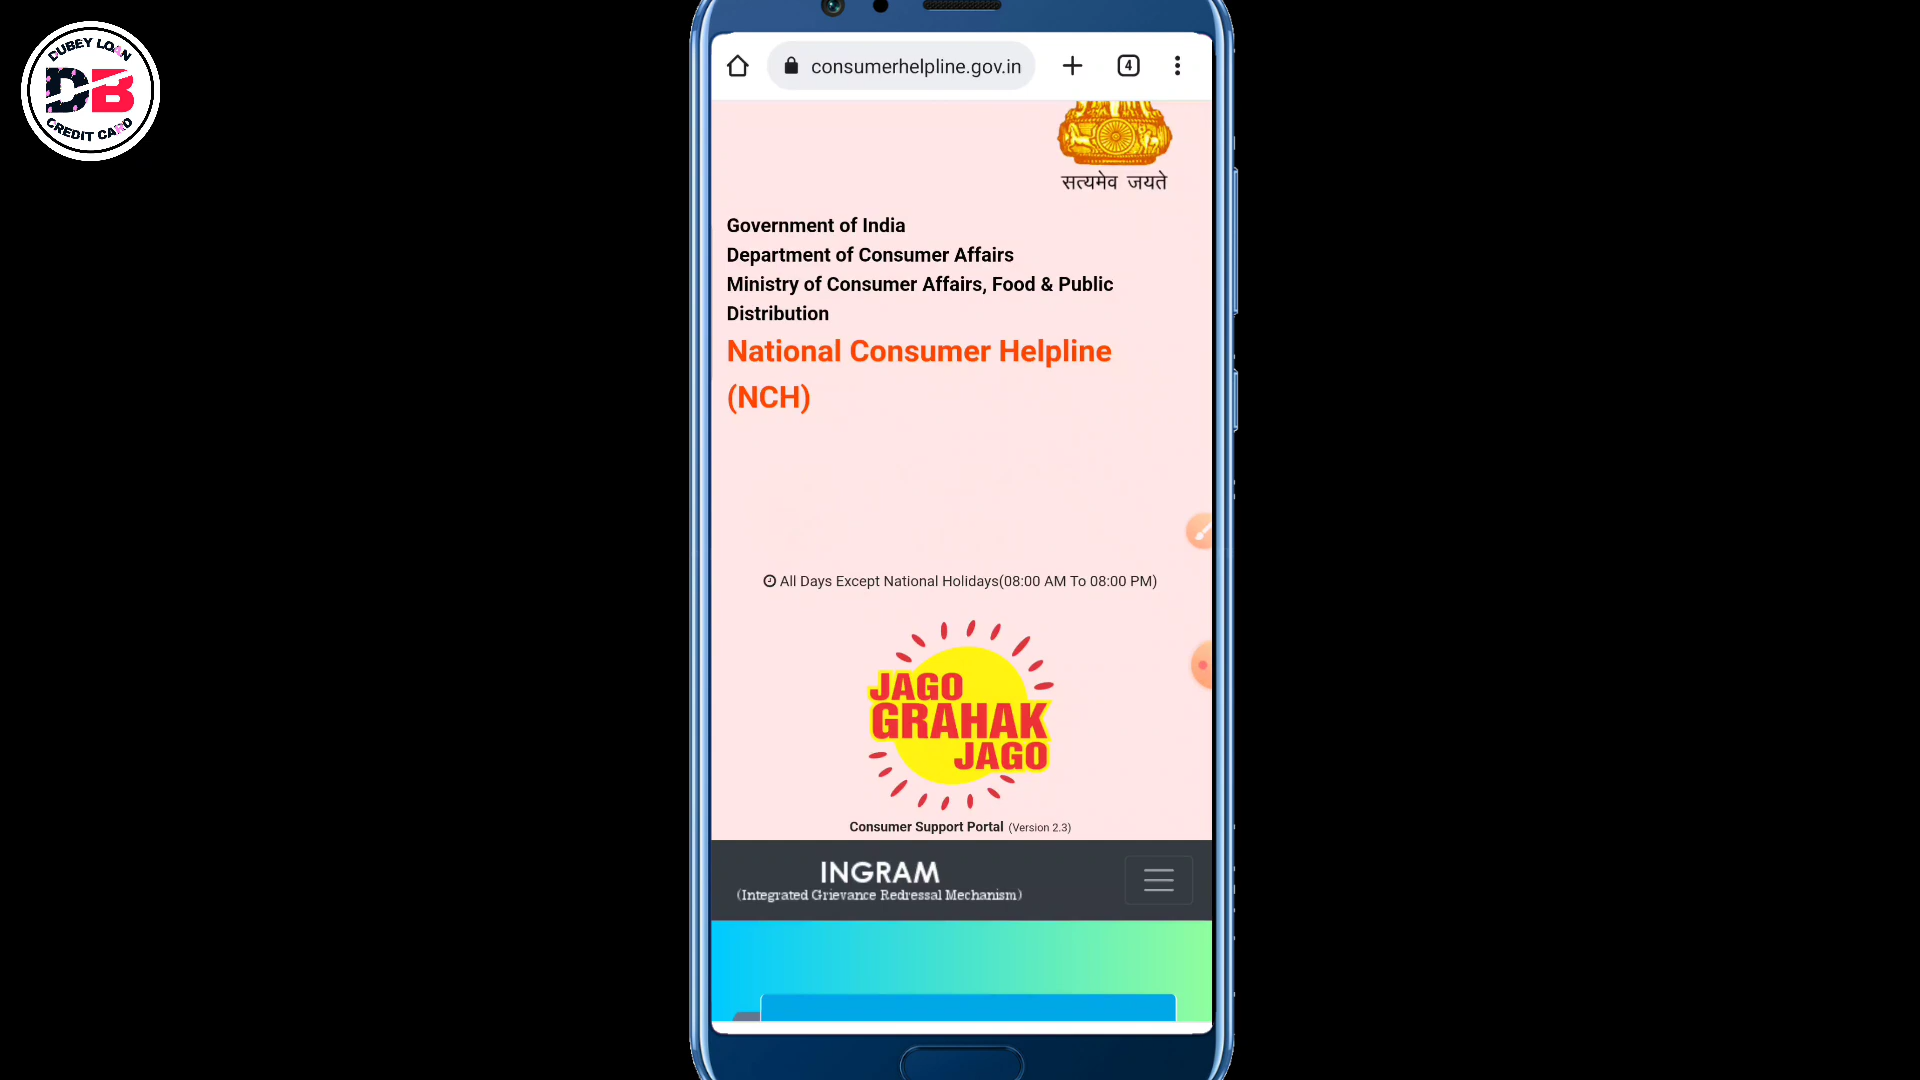 DUBEY LOAN
DB
CREDIT CARD
consumerhelpline.gov.in
4
सत्यमेव जयते
Government of India
Department of Consumer Affairs
Ministry of Consumer Affairs, Food & Public
Distribution
National Consumer Helpline
(NCH)
All Days Except National Holidays(08:00 AM To 08:00 PM)
JAGO
GRAHAK
JAGO
Consumer Support Portal (Version 2.3)
INGRAM
(Integrated Grievance Redressal Mechanism)